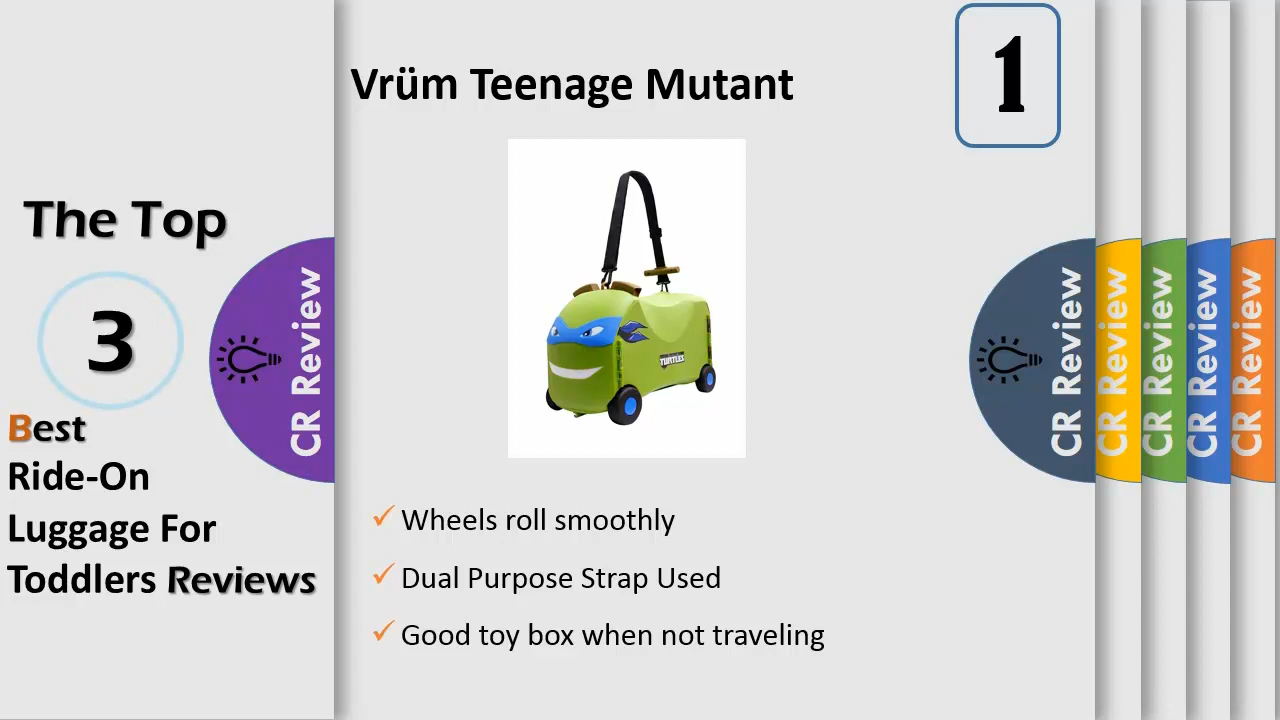 The Top
3
Best
Ride-On
Luggage For
Toddlers Reviews
CR Review
Vrüm Teenage Mutant
1
TURTLES
Wheels roll smoothly
Dual Purpose Strap Used
Good toy box when not traveling
CR Review
CR Review
CR Review
CR Review
CR Review